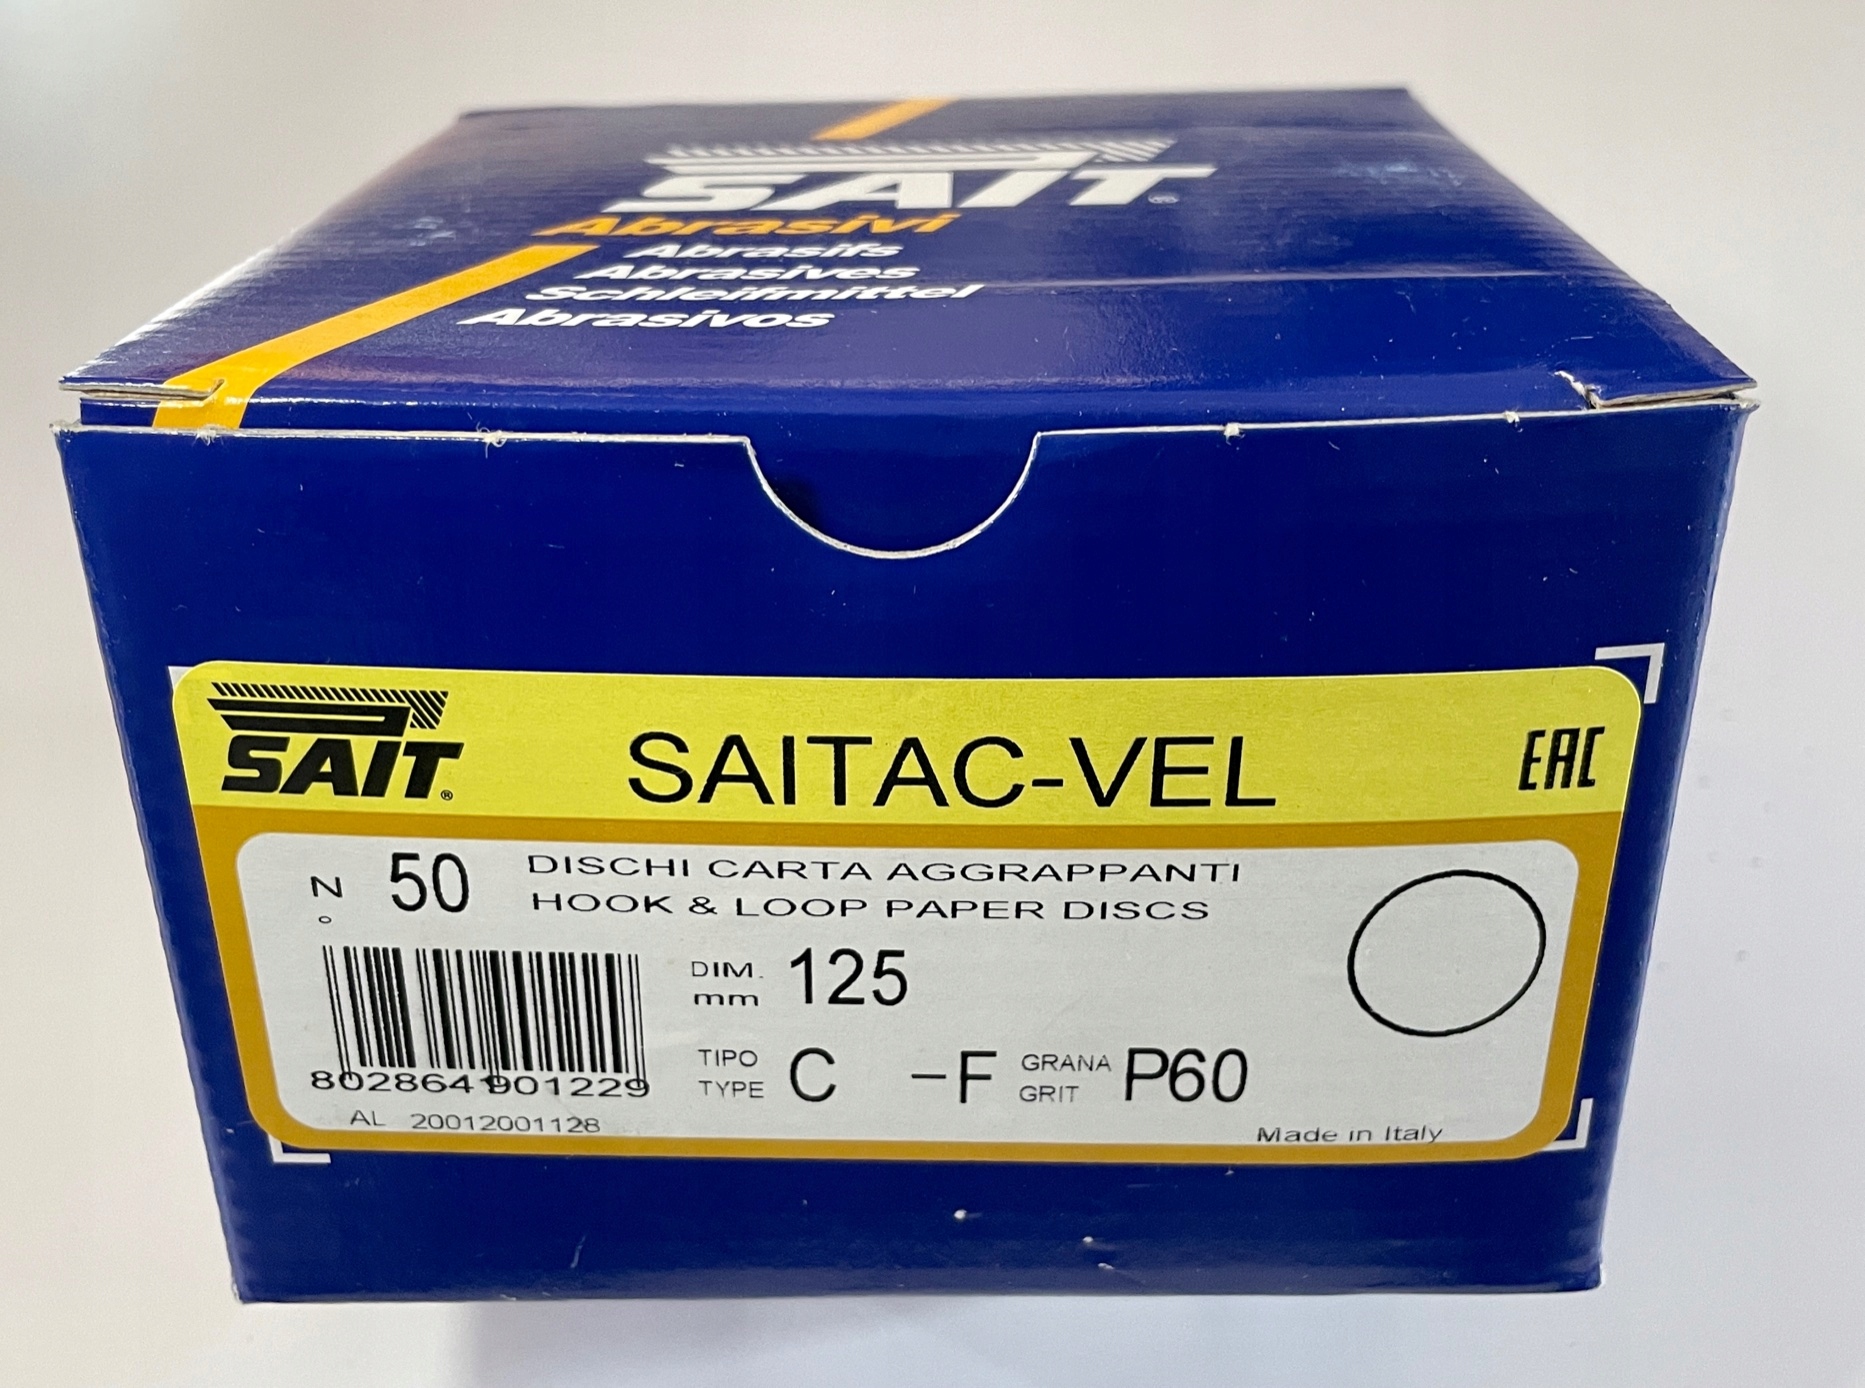 SAIT®
Abrasivi
Abrasifs
Abrasives
Schleifmittel
Abrasivos
SAIT®
SAITAC-VEL
EAC
N° 50
DISCHI CARTA AGGRAPPANTI
HOOK & LOOP PAPER DISCS
DIM. mm 125
TIPO TYPE C -F GRANA GRIT P60
8028641901229
AL 20012001128
Made in Italy